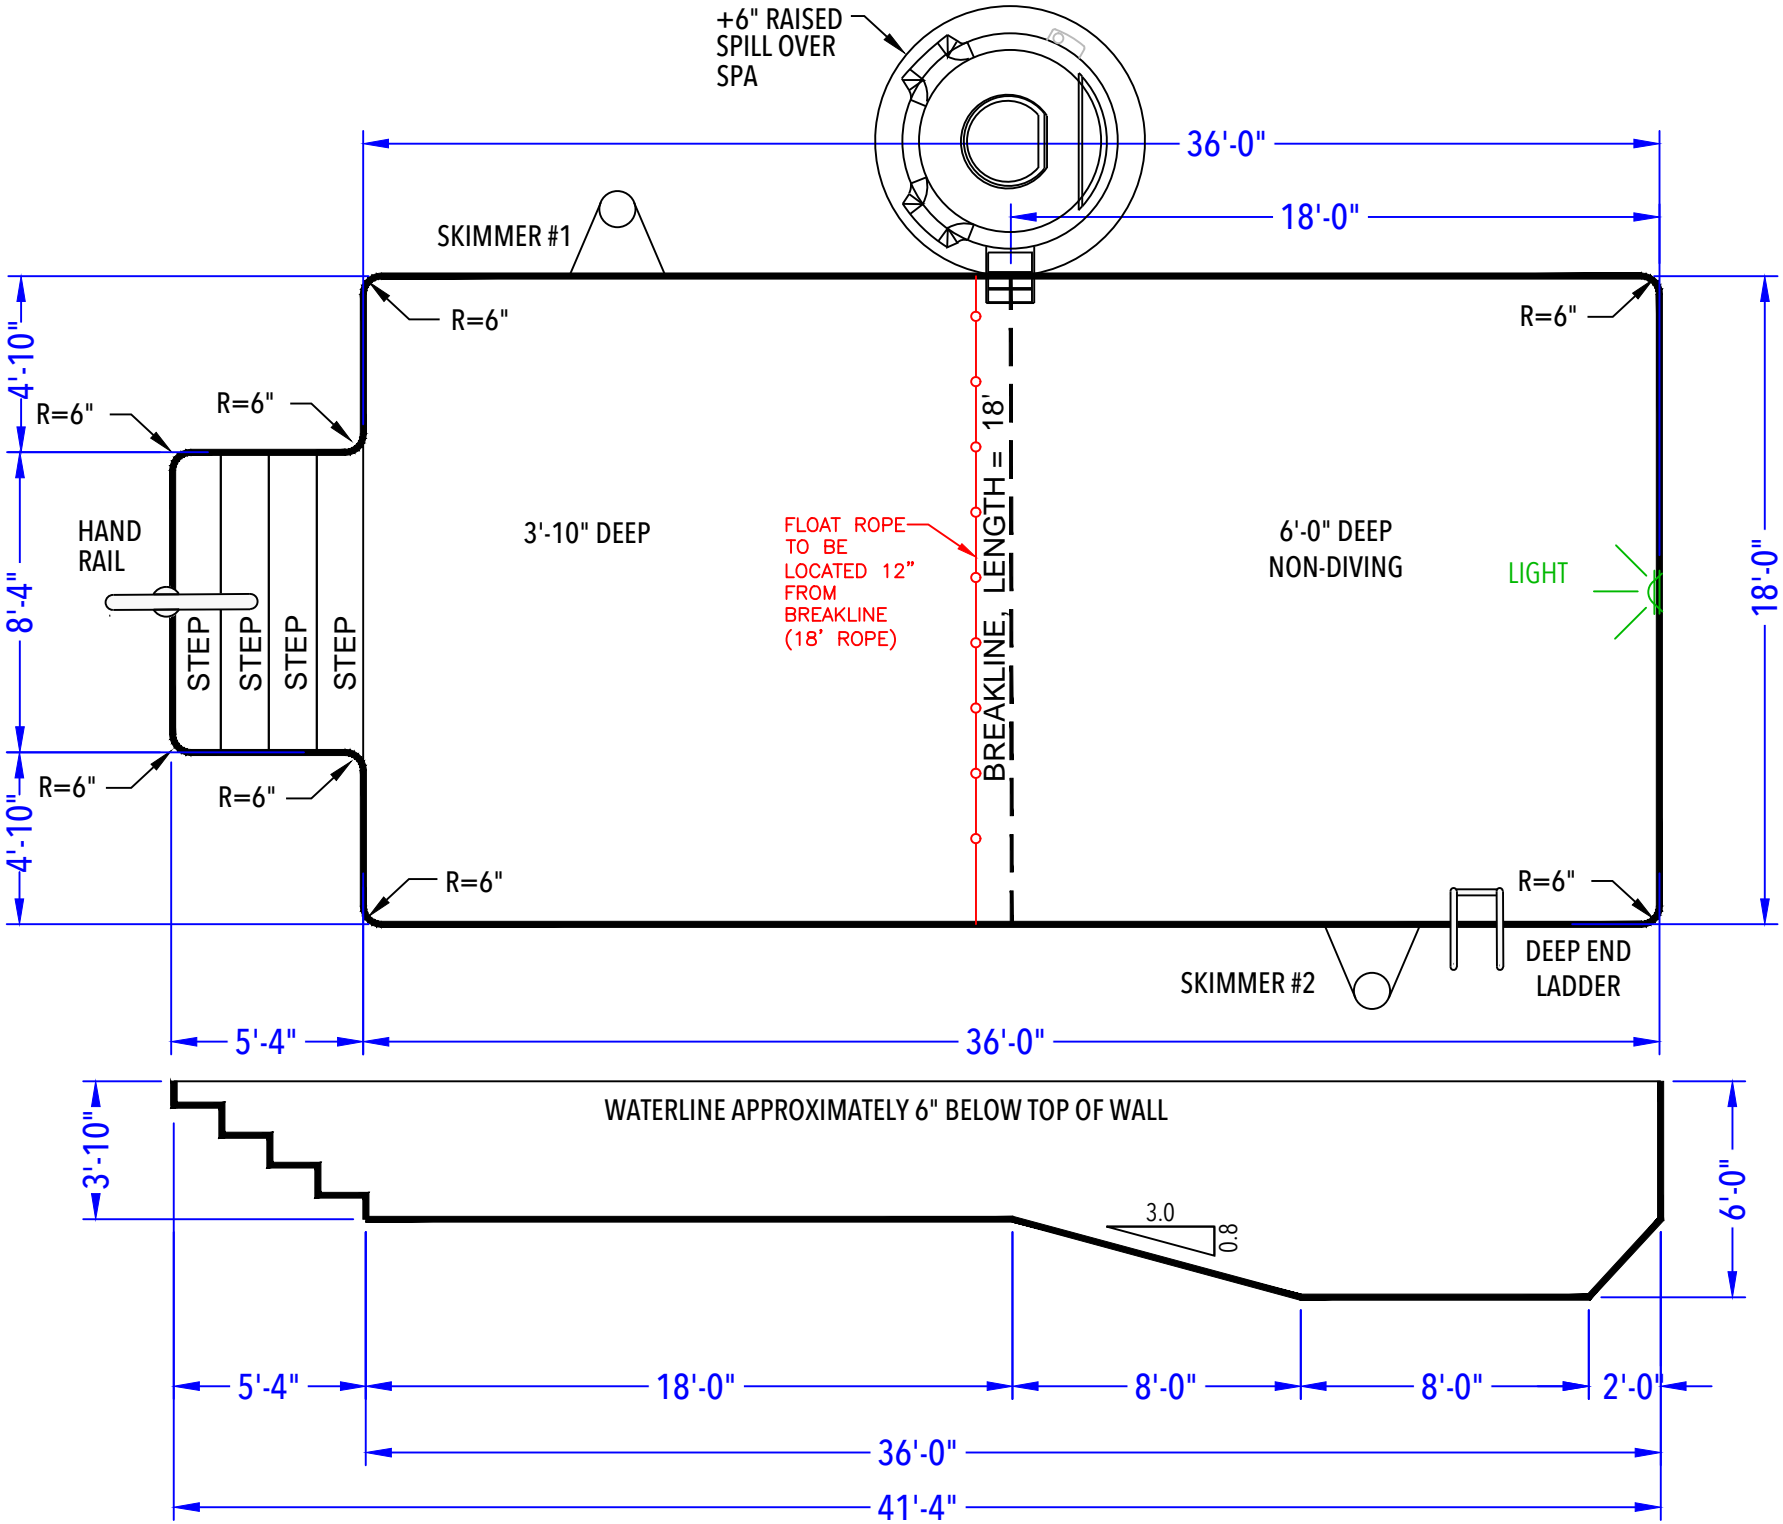 +6" RAISED
SPILL OVER
SPA
36'-0"
18'-0"
SKIMMER #1
R=6"
R=6"
4'-10"
R=6"
R=6"
HAND
RAIL
3'-10" DEEP
FLOAT ROPE
TO BE
LOCATED 12”
FROM
BREAKLINE
(18’ ROPE)
BREAKLINE, LENGTH = 18'
6'-0" DEEP
NON-DIVING
LIGHT
18'-0"
8'-4"
STEP
STEP
STEP
STEP
R=6"
R=6"
4'-10"
R=6"
R=6"
SKIMMER #2
DEEP END
LADDER
5'-4"
36'-0"
3'-10"
WATERLINE APPROXIMATELY 6" BELOW TOP OF WALL
3.0
0.8
6'-0"
5'-4"
18'-0"
8'-0"
8'-0"
2'-0"
36'-0"
41'-4"